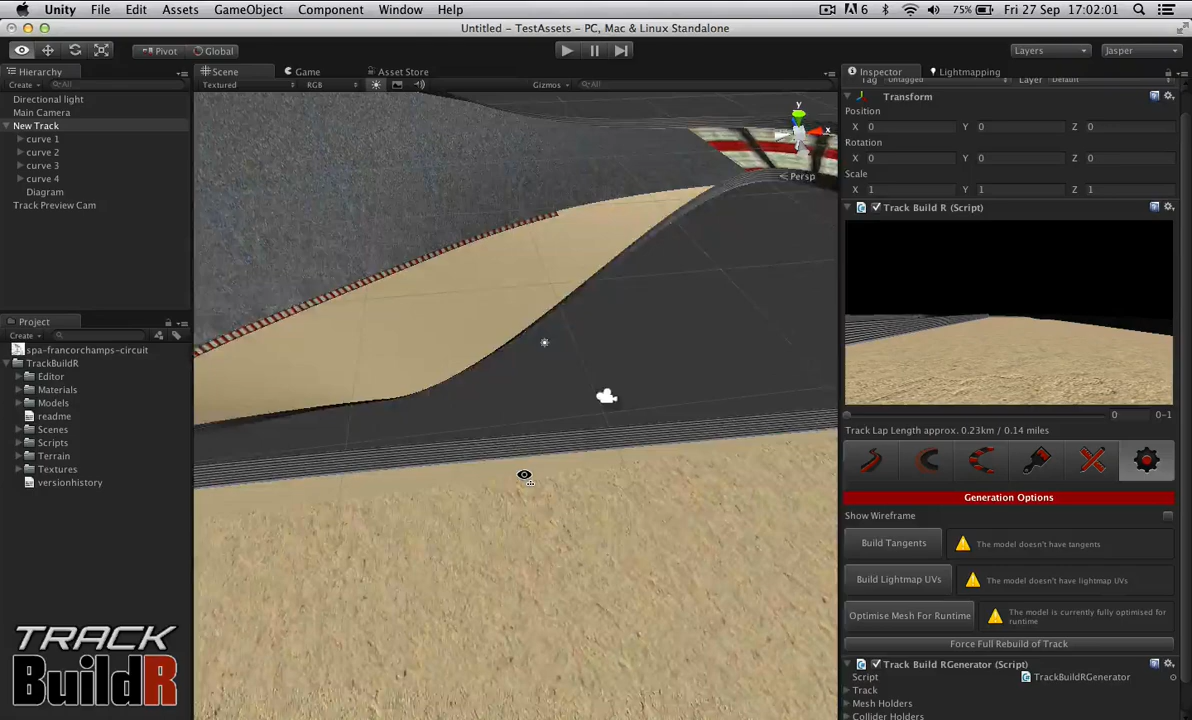 Unity File Edit Assets GameObject Component Window Help
6 75% Fri 27 Sep 17:02:01
Untitled - TestAssets - PC, Mac & Linux Standalone
Pivot Global Layers Jasper
Hierarchy
Create All
Directional light
Main Camera
New Track
curve 1
curve 2
curve 3
curve 4
Diagram
Track Preview Cam
Project
Create
spa-francorchamps-circuit
TrackBuildR
Editor
Materials
Models
readme
Scenes
Scripts
Terrain
Textures
versionhistory
TRACK
BuildR
Scene Game Asset Store
Textured RGB Gizmos All
y
x
Persp
Inspector Lightmapping
Tag Untagged Layer Default
Transform
Position
X 0 Y 0 Z 0
Rotation
X 0 Y 0 Z 0
Scale
X 1 Y 1 Z 1
Track Build R (Script)
0 0-1
Track Lap Length approx. 0.23km / 0.14 miles
Generation Options
Show Wireframe
Build Tangents The model doesn't have tangents
Build Lightmap UVs The model doesn't have lightmap UVs
Optimise Mesh For Runtime The model is currently fully optimised for
runtime
Force Full Rebuild of Track
Track Build RGenerator (Script)
Script TrackBuildRGenerator
Track
Mesh Holders
Collider Holders